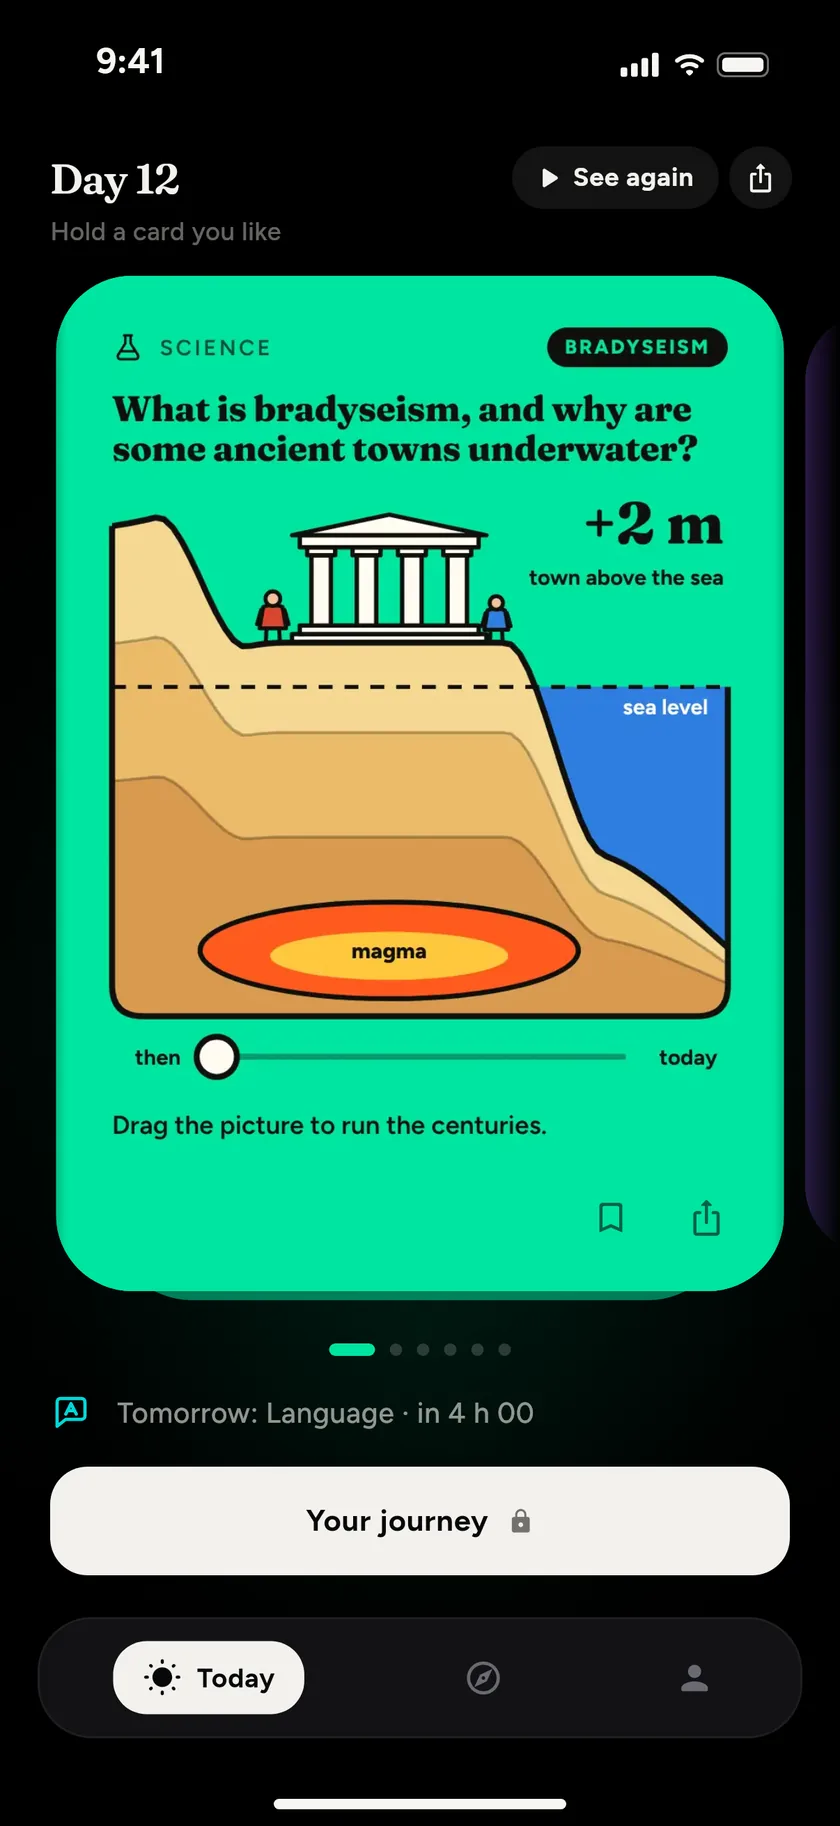 9:41
Day 12
See again
Hold a card you like
SCIENCE
BRADYSEISM
What is bradyseism, and why are
some ancient towns underwater?
+2 m
town above the sea
sea level
magma
then
today
Drag the picture to run the centuries.
Tomorrow: Language · in 4 h 00
Your journey
Today